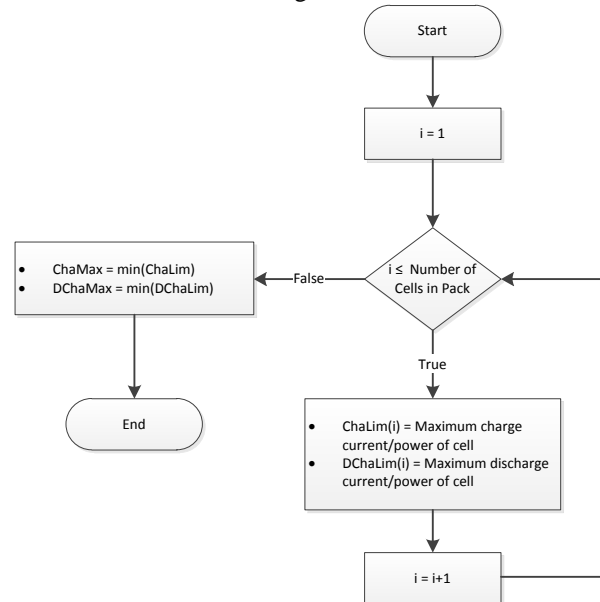 Start
i = 1
i ≤ Number of
Cells in Pack
False
• ChaMax = min(ChaLim)
• DChaMax = min(DChaLim)
End
True
• ChaLim(i) = Maximum charge
current/power of cell
• DChaLim(i) = Maximum discharge
current/power of cell
i = i+1